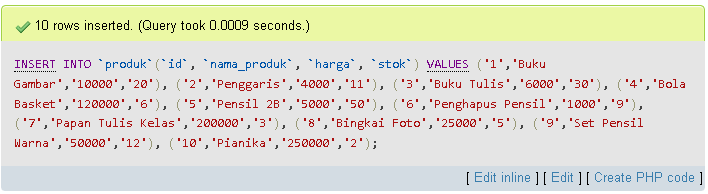 10 rows inserted. (Query took 0.0009 seconds.)
INSERT INTO `produk`(`id`, `nama_produk`, `harga`, `stok`) VALUES ('1','Buku
Gambar','10000','20'), ('2','Penggaris','4000','11'), ('3','Buku Tulis','6000','30'), ('4','Bola
Basket','120000','6'), ('5','Pensil 2B','5000','50'), ('6','Penghapus Pensil','1000','9'),
('7','Papan Tulis Kelas','200000','3'), ('8','Bingkai Foto','25000','5'), ('9','Set Pensil
Warna','50000','12'), ('10','Pianika','250000','2');
[ Edit inline ] [ Edit ] [ Create PHP code ]